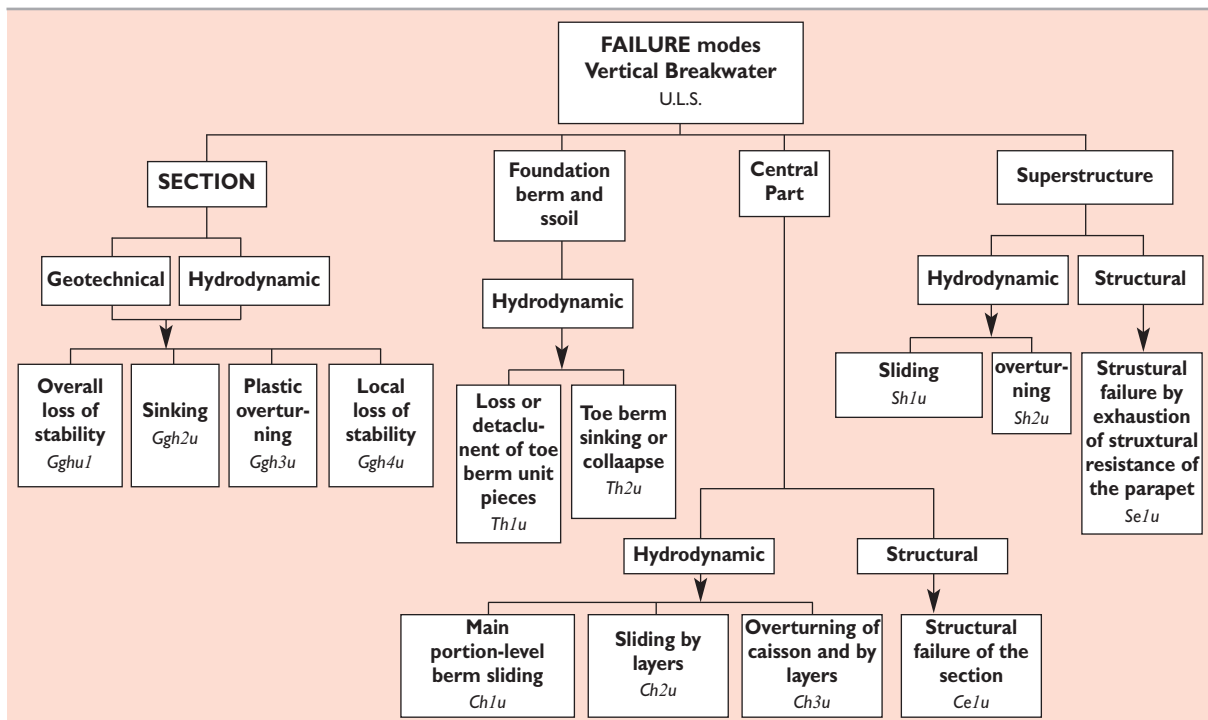 FAILURE modes
Vertical Breakwater
U.L.S.
SECTION
Foundation
berm and
ssoil
Central
Part
Superstructure
Geotechnical
Hydrodynamic
Hydrodynamic
Hydrodynamic
Structural
Overall
loss of
stability
Gghu1
Sinking
Ggh2u
Plastic
overtur-
ning
Ggh3u
Local
loss of
stability
Ggh4u
Loss or
detaclu-
nent of toe
berm unit
pieces
Th1u
Toe berm
sinking or
collaapse
Th2u
Sliding
Sh1u
overtur-
ning
Sh2u
Strustural
failure by
exhaustion
of struxtural
resistance of
the parapet
Se1u
Hydrodynamic
Structural
Main
portion-level
berm sliding
Ch1u
Sliding by
layers
Ch2u
Overturning of
caisson and by
layers
Ch3u
Structural
failure of the
section
Ce1u